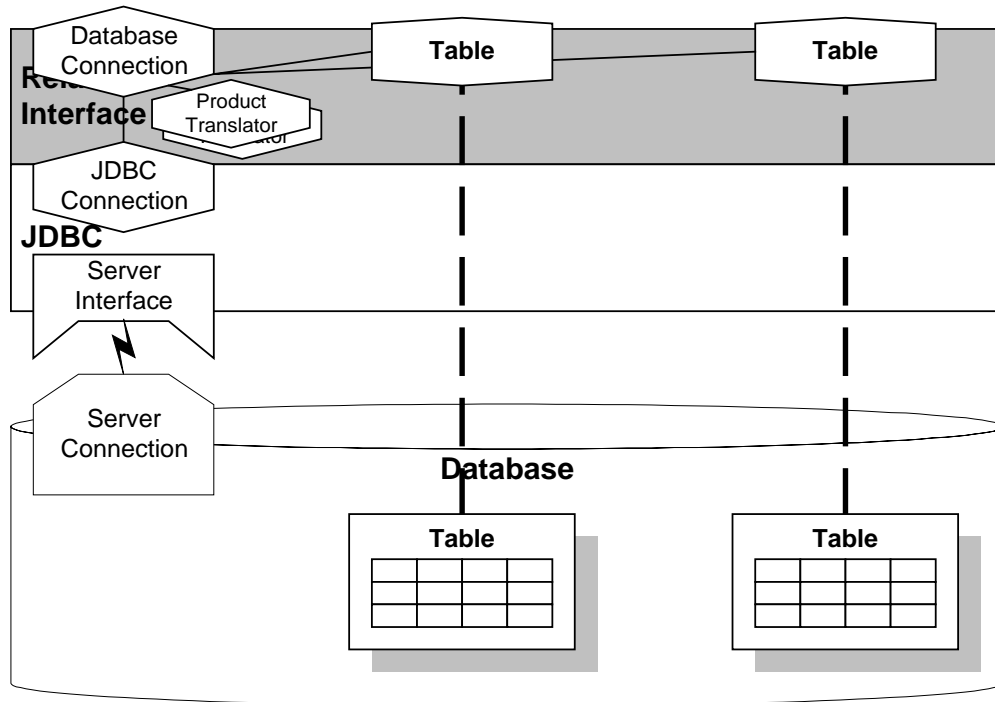 Database
Connection
Table
Table
Interface
Product
Translator
JDBC
Connection
JDBC
Server
Interface
Server
Connection
Database
Table
Table